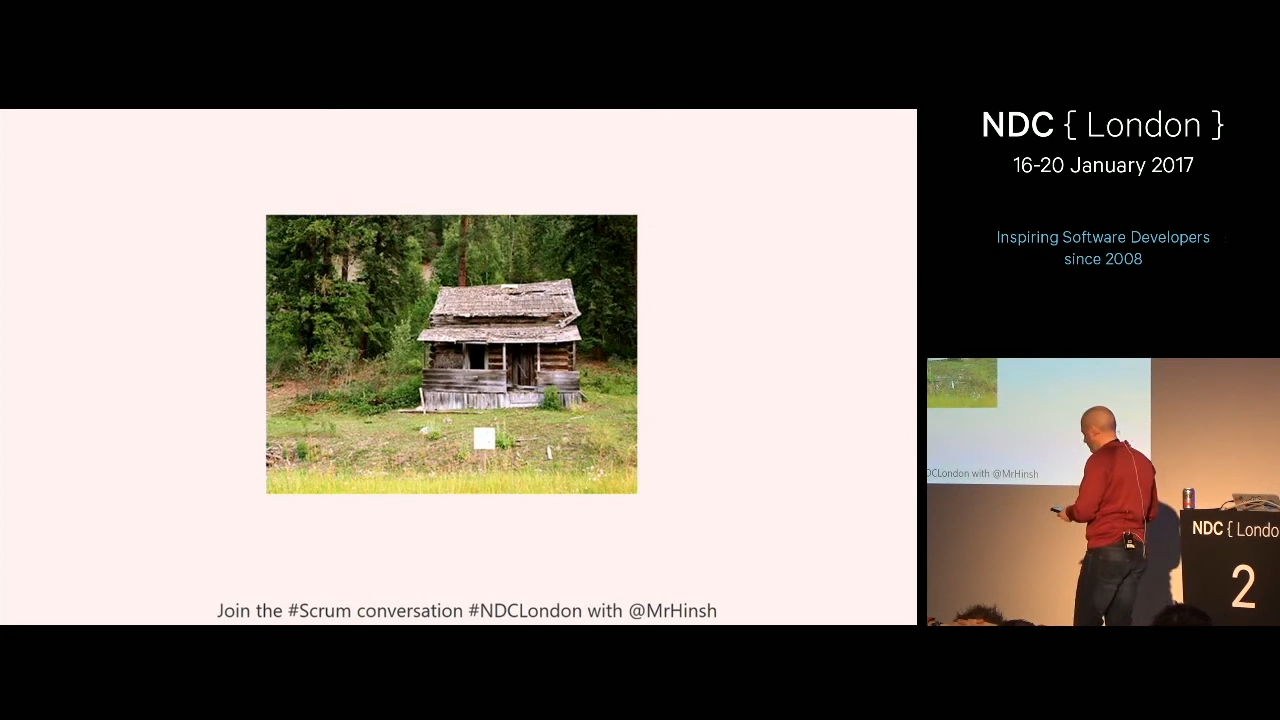 Join the #Scrum conversation #NDCLondon with @MrHinsh
NDC { London }
16-20 January 2017
Inspiring Software Developers
since 2008
DCLondon with @MrHinsh
NDC { Londo
2